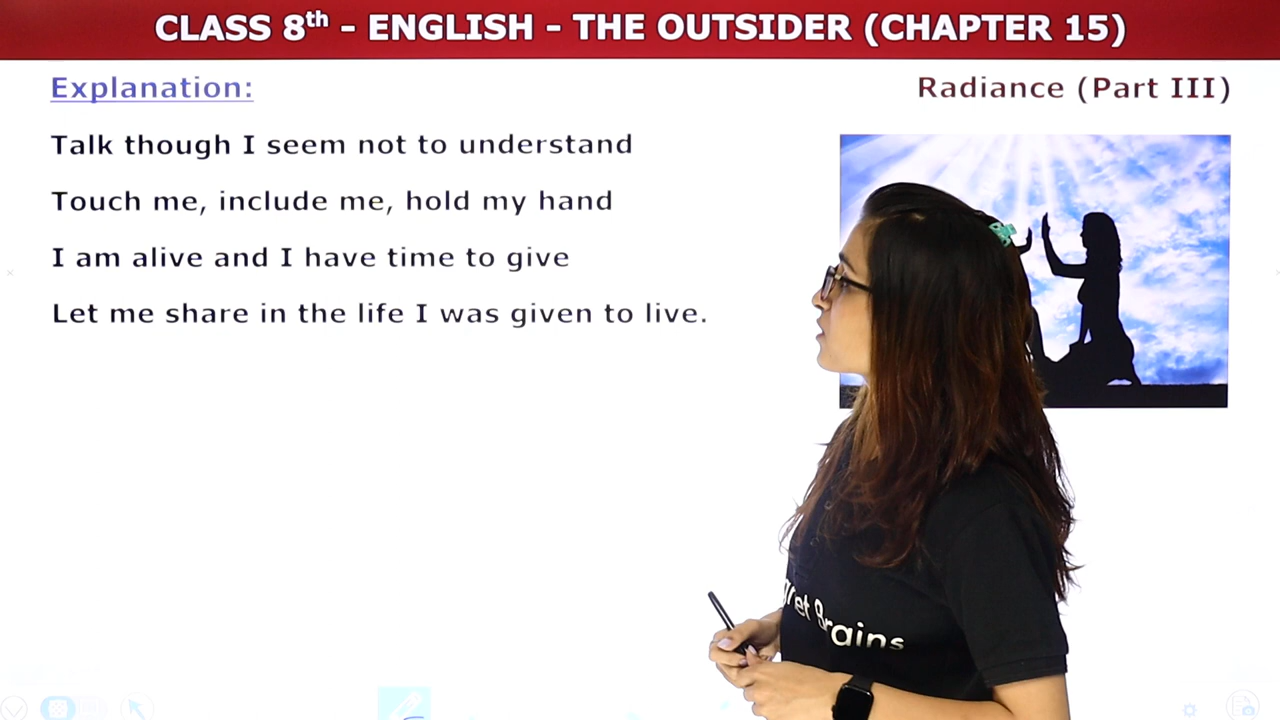 CLASS 8th - ENGLISH - THE OUTSIDER (CHAPTER 15)
Explanation:
Radiance (Part III)
Talk though I seem not to understand
Touch me, include me, hold my hand
I am alive and I have time to give
Let me share in the life I was given to live.
Brains